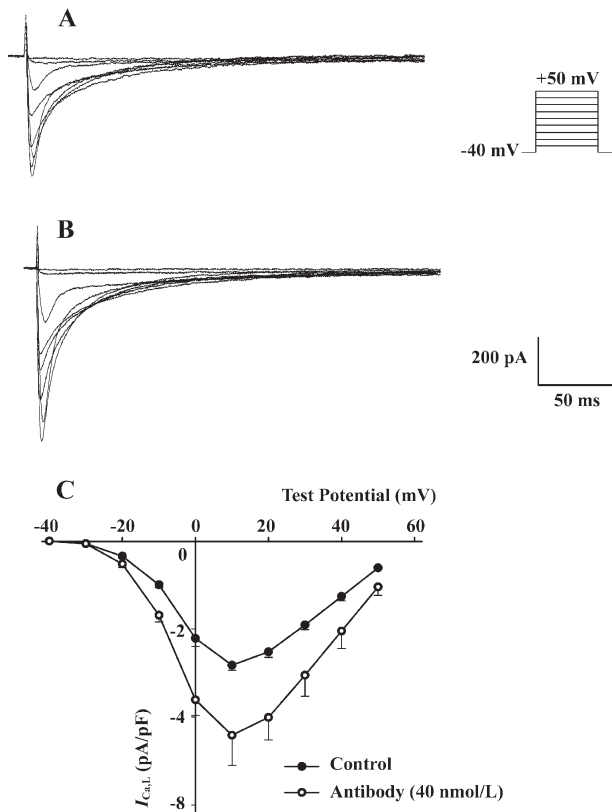 A
+50 mV
-40 mV
B
200 pA
50 ms
C
Test Potential (mV)
-40 -20 0 20 40 60
0
-2
-4
-8
I_Ca,L (pA/pF)
Control
Antibody (40 nmol/L)